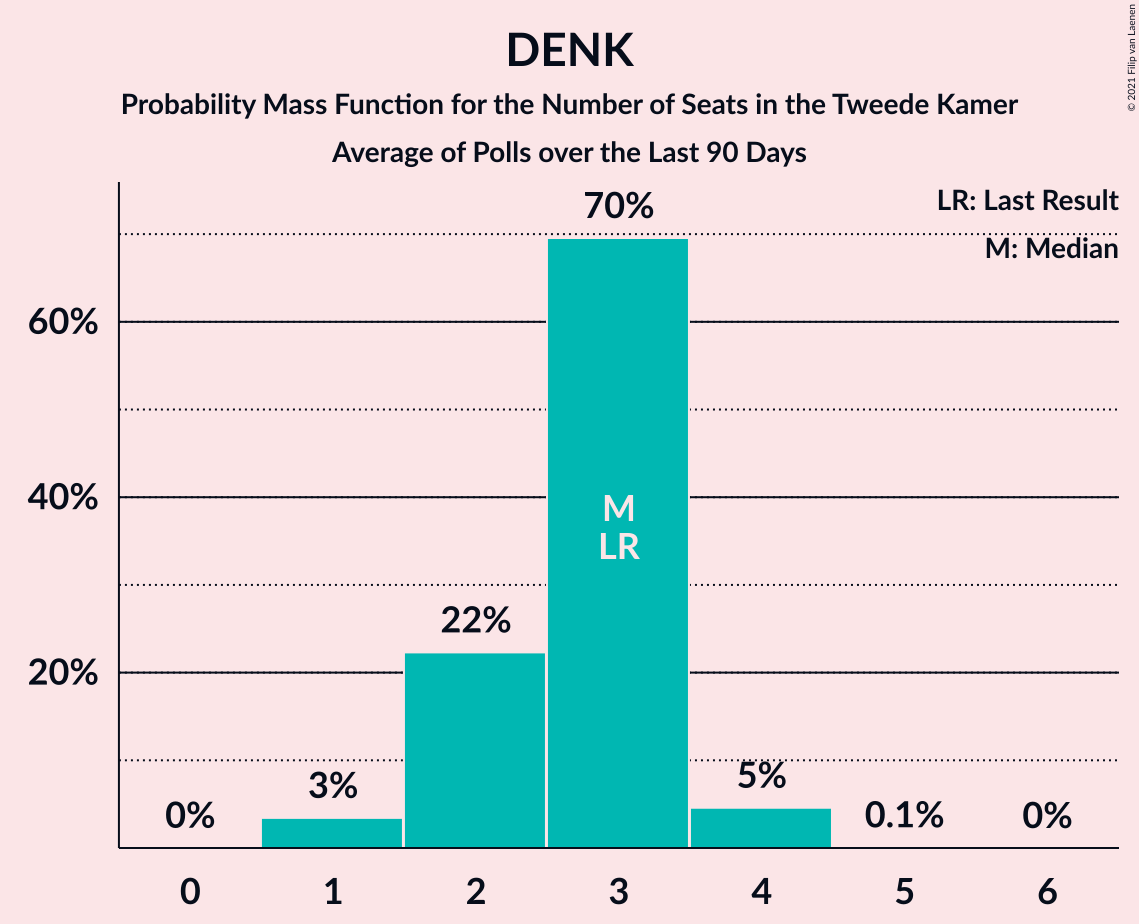 DENK
Probability Mass Function for the Number of Seats in the Tweede Kamer
Average of Polls over the Last 90 Days
© 2021 Filip van Laenen
LR: Last Result
M: Median
70%
60%
40%
M
LR
22%
20%
3%
5%
0%
0.1%
0%
0 1 2 3 4 5 6